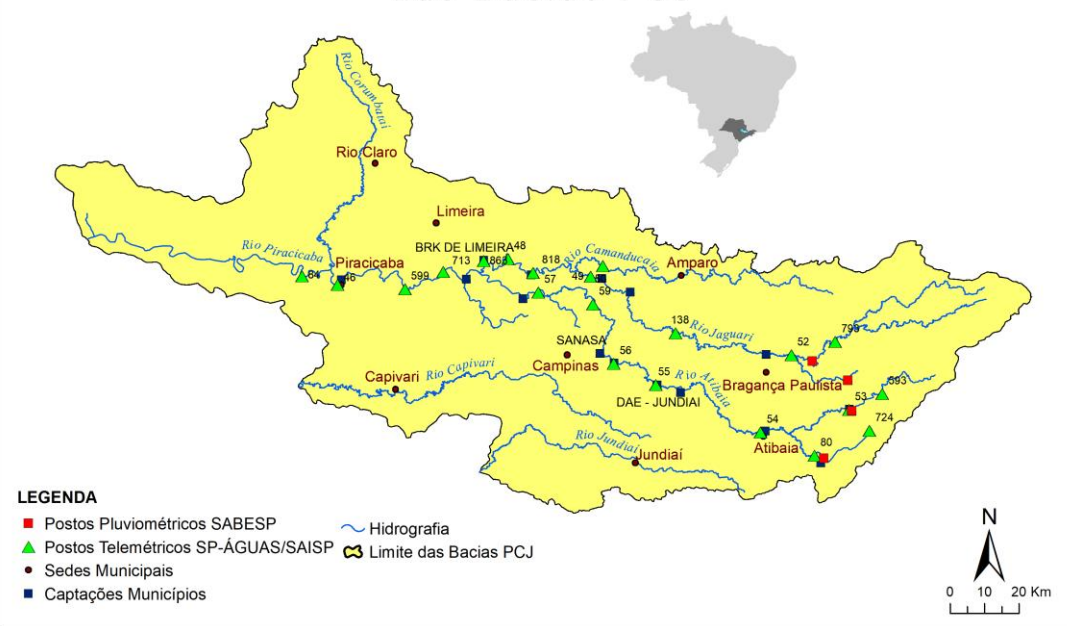 Rio Corumbataí
Rio Claro
Limeira
BRK DE LIMEIRA
48
Rio Camanducaia
Rio Piracicaba
Piracicaba
713
818
Amparo
84
46
599
57
49
59
138
Rio Jaguari
793
SANASA
52
Campinas
56
Rio Capivari
Capivari
55
Rio Atibaia
Bragança Paulista
593
DAE - JUNDIAI
53
54
724
Rio Jundiaí
Jundiaí
Atibaia
80
LEGENDA
Postos Pluviométricos SABESP
Postos Telemétricos SP-ÁGUAS/SAISP
Sedes Municipais
Captações Municípios
Hidrografia
Limite das Bacias PCJ
N
0 10 20 Km